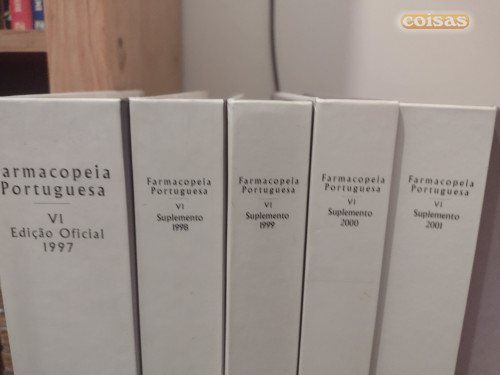 coisas
Farmacopeia
Portuguesa
VI
Edição Oficial
1997
Farmacopeia
Portuguesa
VI
Suplemento
1998
Farmacopeia
Portuguesa
VI
Suplemento
1999
Farmacopeia
Portuguesa
VI
Suplemento
2000
Farmacopeia
Portuguesa
VI
Suplemento
2001